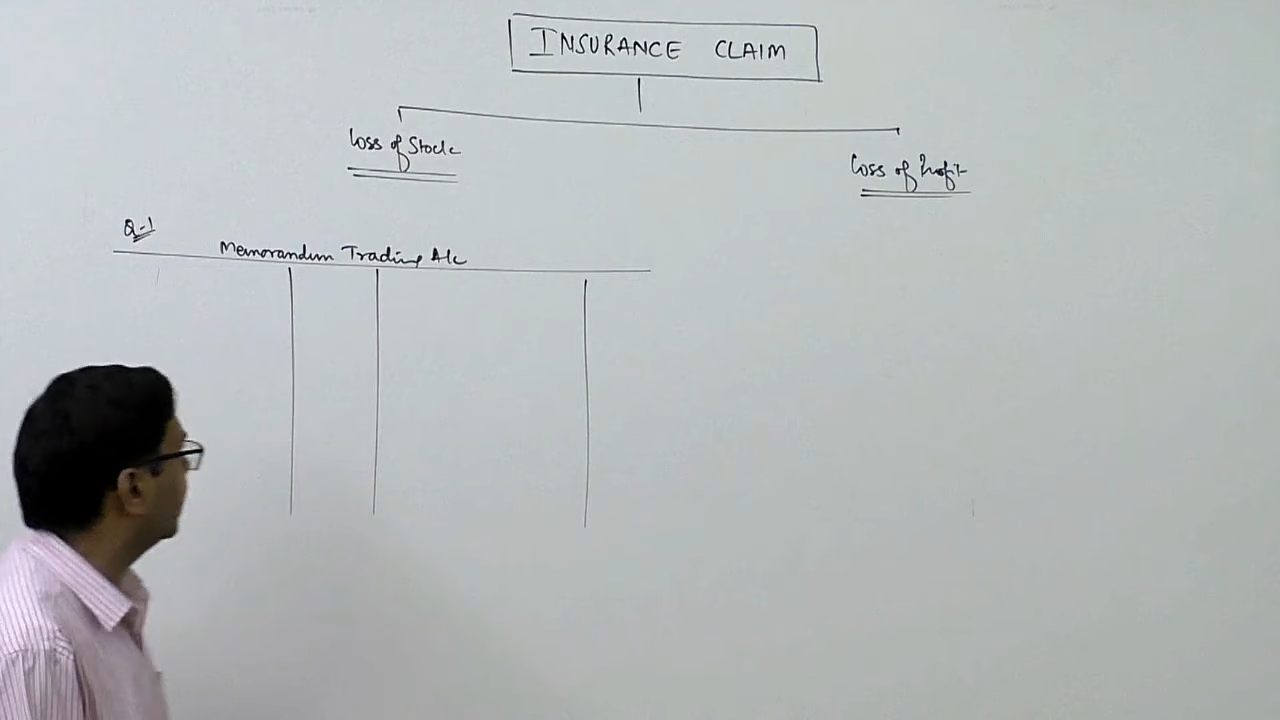 INSURANCE CLAIM
Loss of Stock
Loss of Profit
Q-1
Memorandum Trading A/c